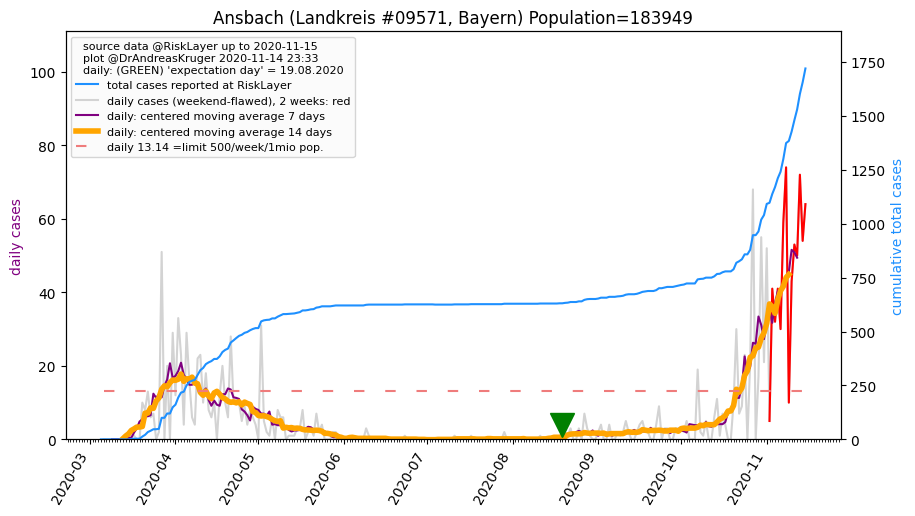 Ansbach (Landkreis #09571, Bayern) Population=183949
source data @RiskLayer up to 2020-11-15
plot @DrAndreasKruger 2020-11-14 23:33
daily: (GREEN) 'expectation day' = 19.08.2020
total cases reported at RiskLayer
daily cases (weekend-flawed), 2 weeks: red
daily: centered moving average 7 days
daily: centered moving average 14 days
daily 13.14 =limit 500/week/1mio pop.
daily cases
100
80
60
40
20
0
cumulative total cases
1750
1500
1250
1000
750
500
250
0
2020-03
2020-04
2020-05
2020-06
2020-07
2020-08
2020-09
2020-10
2020-11